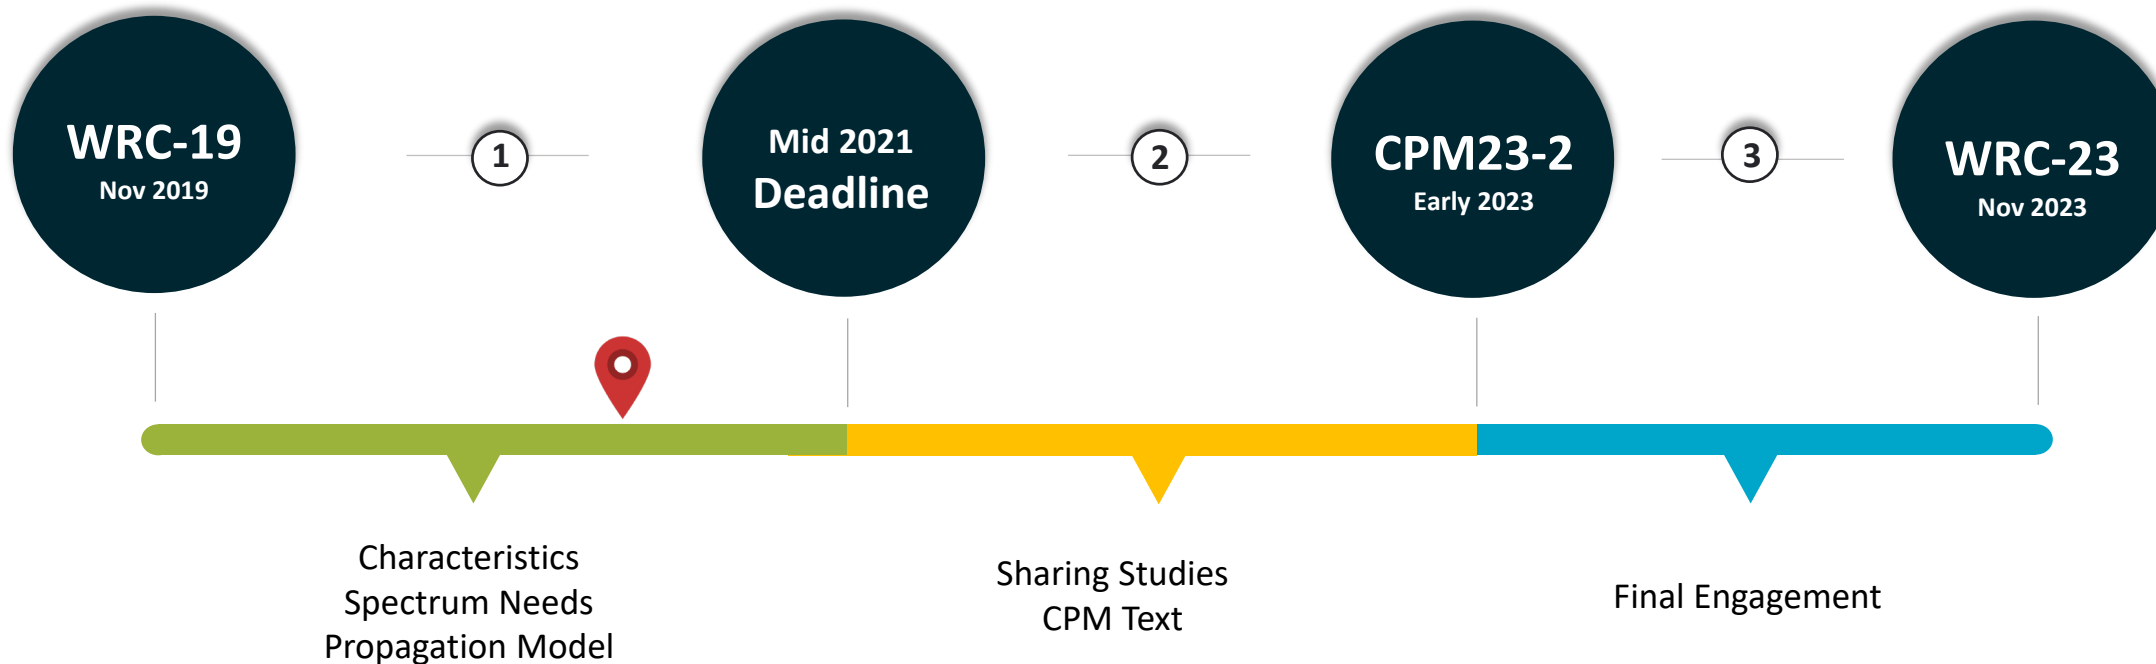 WRC-19
Nov 2019
1
Mid 2021
Deadline
2
CPM23-2
Early 2023
3
WRC-23
Nov 2023
Characteristics
Spectrum Needs
Propagation Model
Sharing Studies
CPM Text
Final Engagement